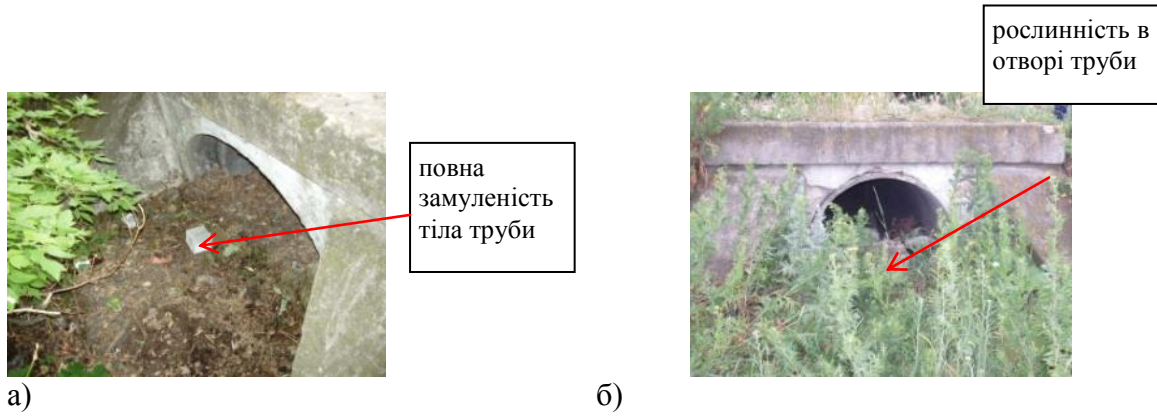 рослинність в
отворі труби
повна
замуленість
тіла труби
а)
б)